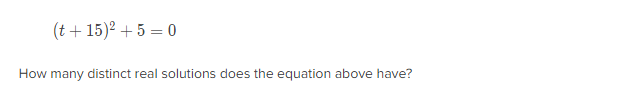 (t + 15)² + 5 = 0
How many distinct real solutions does the equation above have?